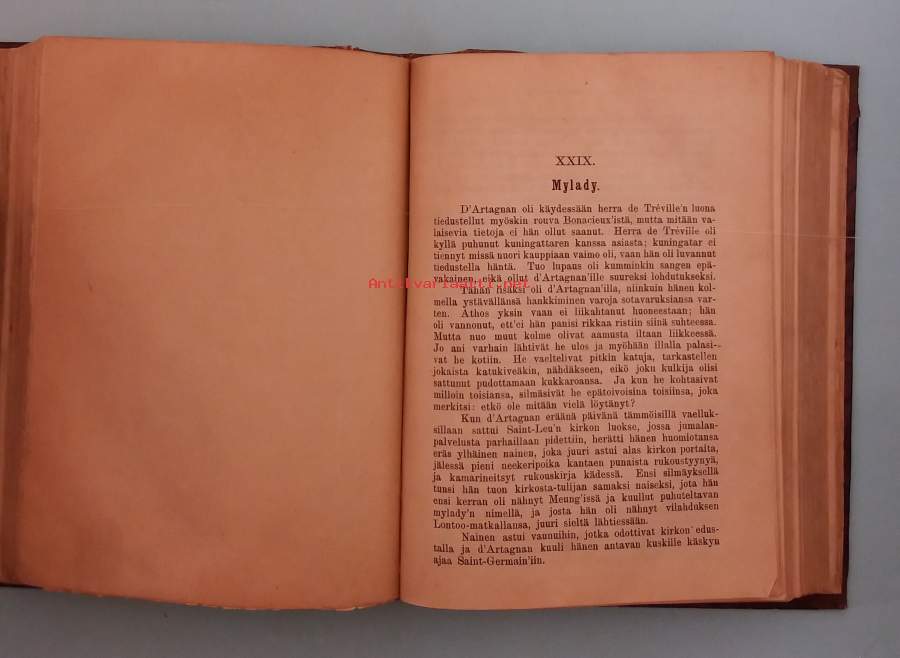 XXIX.
Mylady.
D'Artagnan oli käydessään herra de Tréville'n luona
tiedustellut myöskin rouva Bonacieux'istä, mutta mitään va-
laisevia tietoja ei hän ollut saanut. Herra de Tréville oli
kyllä puhunut kuningattaren kanssa asiasta; kuningatar ei
tiennyt missä nuori kauppiaan vaimo oli, vaan hän oli luvannut
tiedustella häntä. Tuo lupaus oli kumminkin sangen epä-
vakainen, eikä ollut d'Artagnan'ille suureksi lohdutukseksi.
Antikvariaatti.net
Tähän lisäksi oli d'Artagnan'illa, niinkuin hänen kol-
mella ystävällänsä hankkiminen varoja sotavaruksiansa var-
ten. Athos yksin vaan ei liikahtanut huoneestaan; hän
oli vannonut, ett'ei hän panisi rikkaa ristiin siinä suhteessa.
Mutta nuo muut kolme olivat aamusta iltaan liikkeessä.
Jo ani varhain lähtivät he ulos ja myöhään illalla palasi-
vat he kotiin. He vaeltelivat pitkin katuja, tarkastellen
jokaista katukiveäkin, nähdäkseen, eikö joku kulkija olisi
sattunut pudottamaan kukkaroansa. Ja kun he kohtasivat
milloin toisiansa, silmäsivät he epätoivoisina toisiinsa, joka
merkitsi: etkö ole mitään vielä löytänyt?
Kun d'Artagnan eräänä päivänä tämmöisillä vaelluk-
sillaan sattui Saint-Leu'n kirkon luokse, jossa jumalan-
palvelusta parhaillaan pidettiin, herätti hänen huomiotansa
eräs ylhäinen nainen, joka juuri astui alas kirkon portaita,
jälessä pieni neekeripoika kantaen punaista rukoustyynyä,
ja kamarineitsyt rukouskirja kädessä. Ensi silmäyksellä
tunsi hän tuon kirkosta-tulijan samaksi naiseksi, jota hän
ensi kerran oli nähnyt Meung'issä ja kuullut puhuteltavan
mylady'n nimellä, ja josta hän oli nähnyt vilahduksen
Lontoo-matkallansa, juuri sieltä lähtiessään.
Nainen astui vaunuihin, jotka odottivat kirkon edus-
talla ja d'Artagnan kuuli hänen antavan kuskille käskyn
ajaa Saint-Germain'iin.